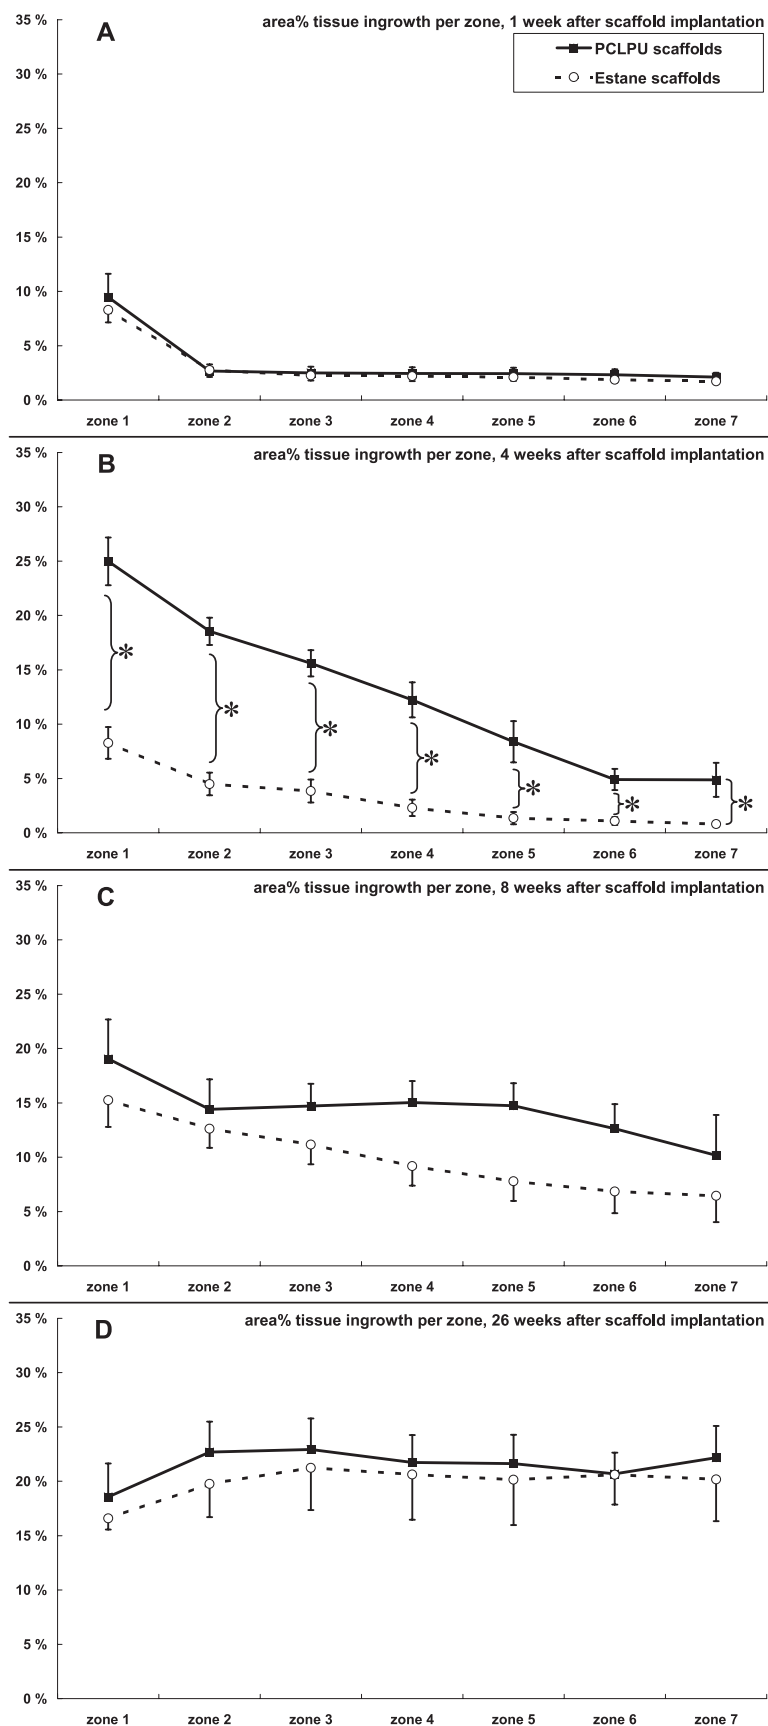 A
area% tissue ingrowth per zone, 1 week after scaffold implantation
PCLPU scaffolds
Estane scaffolds
35 %
30 %
25 %
20 %
15 %
10 %
5 %
0 %
zone 1 zone 2 zone 3 zone 4 zone 5 zone 6 zone 7
B
area% tissue ingrowth per zone, 4 weeks after scaffold implantation
35 %
30 %
25 %
20 %
15 %
10 %
5 %
0 %
* * * * * * *
zone 1 zone 2 zone 3 zone 4 zone 5 zone 6 zone 7
C
area% tissue ingrowth per zone, 8 weeks after scaffold implantation
35 %
30 %
25 %
20 %
15 %
10 %
5 %
0 %
zone 1 zone 2 zone 3 zone 4 zone 5 zone 6 zone 7
D
area% tissue ingrowth per zone, 26 weeks after scaffold implantation
35 %
30 %
25 %
20 %
15 %
10 %
5 %
0 %
zone 1 zone 2 zone 3 zone 4 zone 5 zone 6 zone 7